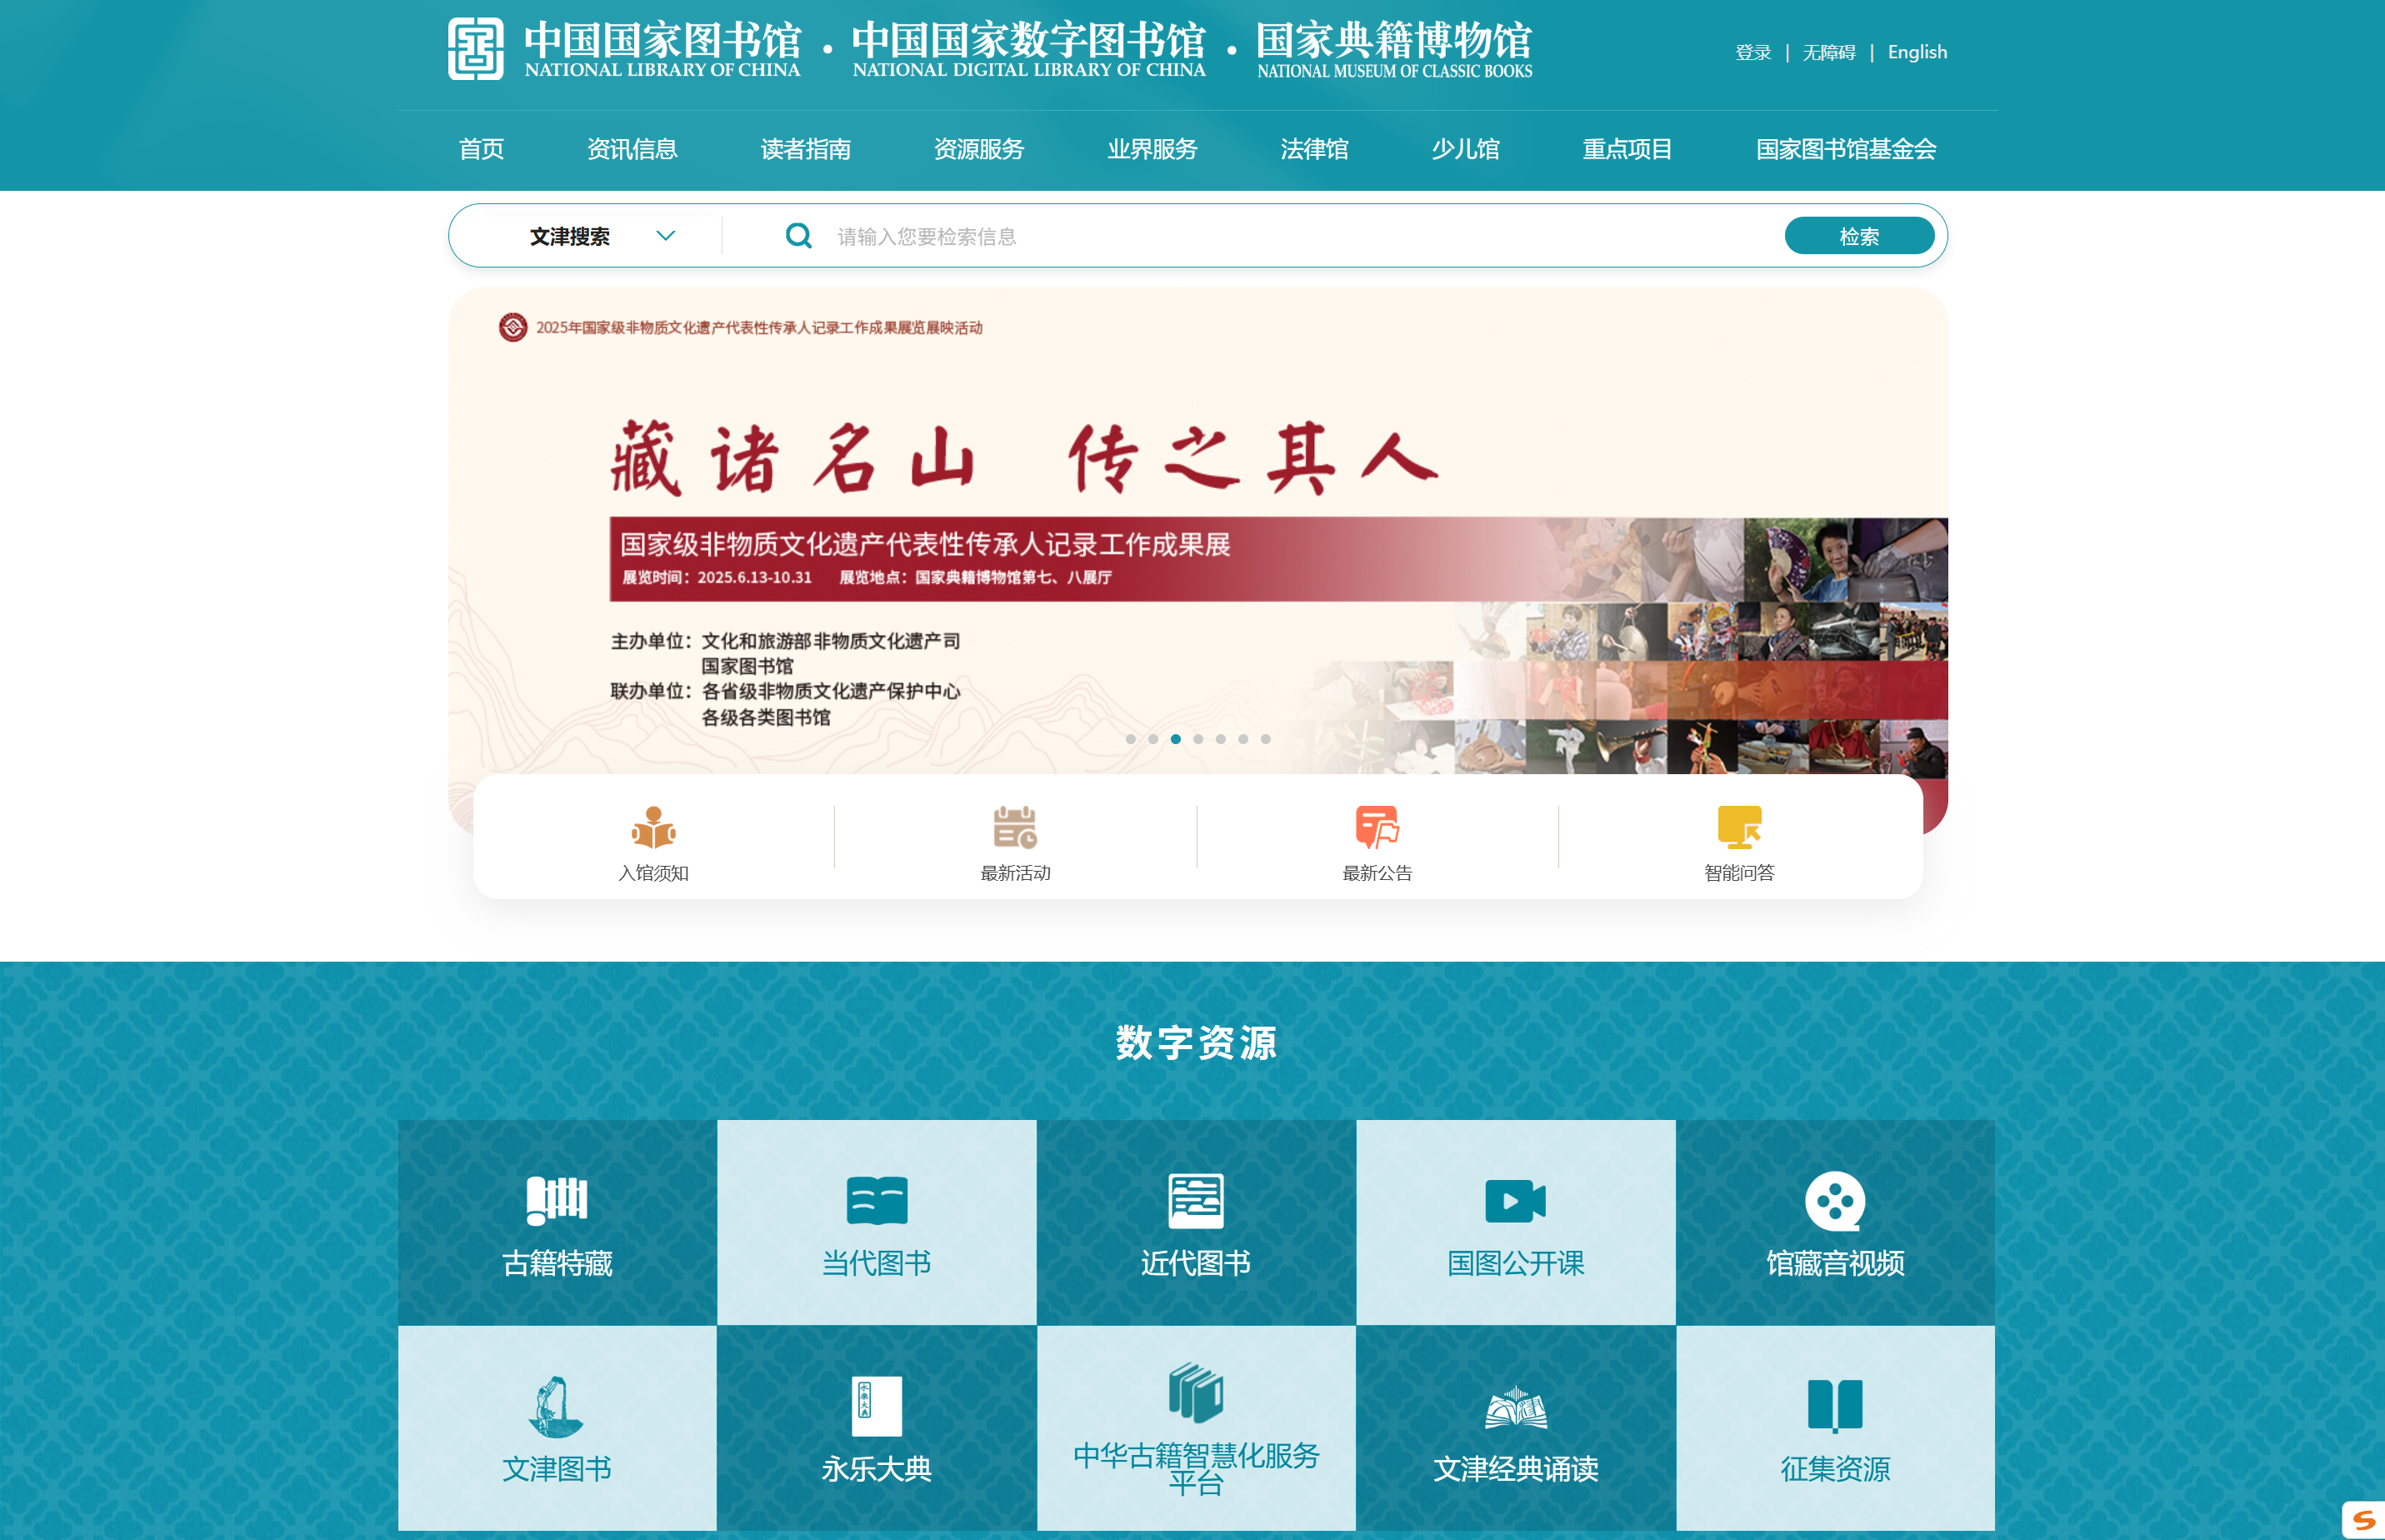 中国国家图书馆 · 中国国家数字图书馆 · 国家典籍博物馆
NATIONAL LIBRARY OF CHINA NATIONAL DIGITAL LIBRARY OF CHINA NATIONAL MUSEUM OF CLASSIC BOOKS
登录 | 无障碍 | English
首页 资讯信息 读者指南 资源服务 业界服务 法律馆 少儿馆 重点项目 国家图书馆基金会
文津搜索 请输入您要检索信息 检索
2025年国家级非物质文化遗产代表性传承人记录工作成果展览展映活动
藏诸名山 传之其人
国家级非物质文化遗产代表性传承人记录工作成果展
展览时间：2025.6.13-10.31 展览地点：国家典籍博物馆第七、八展厅
主办单位：文化和旅游部非物质文化遗产司
国家图书馆
联办单位：各省级非物质文化遗产保护中心
各级各类图书馆
入馆须知 最新活动 最新公告 智能问答
数字资源
古籍特藏 当代图书 近代图书 国图公开课 馆藏音视频
永乐大典
文津图书 永乐大典 中华古籍智慧化服务 文津经典诵读 征集资源
平台